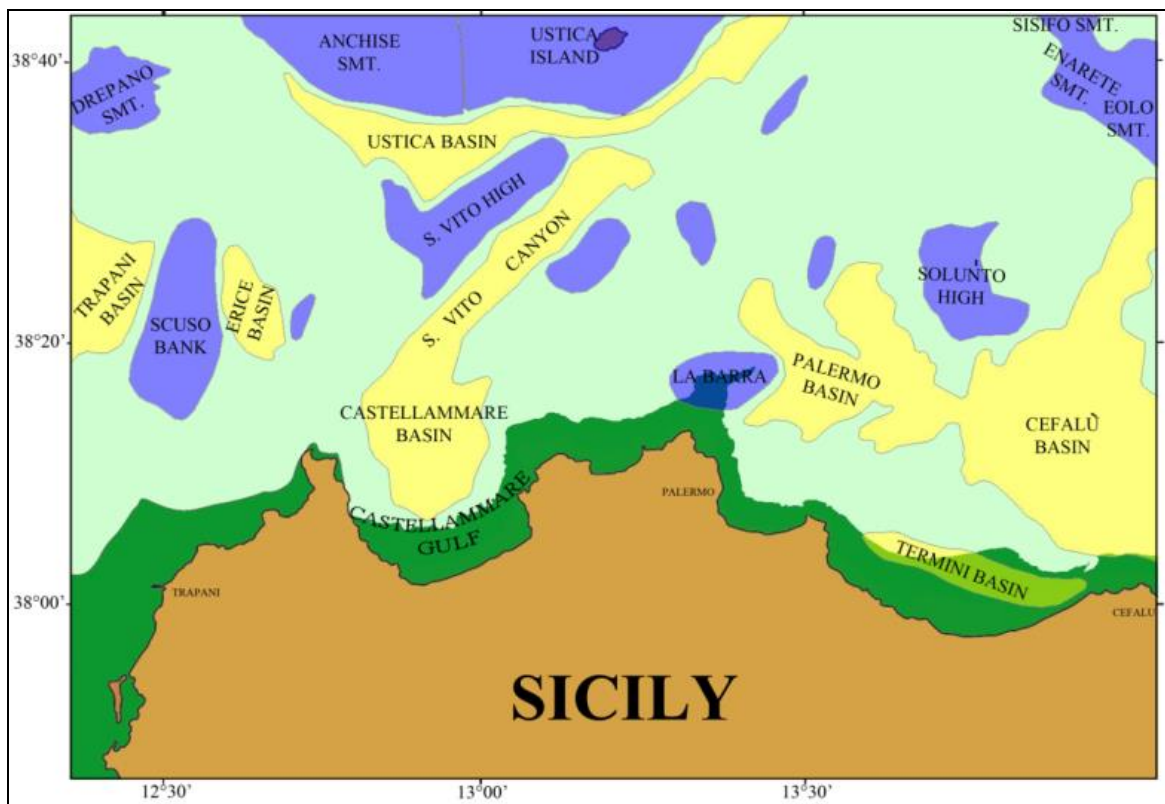 SISIFO SMT.
38°40'
ANCHISE
SMT.
USTICA
ISLAND
ENARETE
SMT.
DREPANO
SMT.
EOLO
SMT.
USTICA BASIN
S. VITO HIGH
S. VITO CANYON
TRAPANI
BASIN
SCUSO
BANK
ERICE
BASIN
SOLUNTO
HIGH
38°20'
LA BARRA
PALERMO
BASIN
CASTELLAMMARE
BASIN
CEFALÙ
BASIN
CASTELLAMMARE
GULF
PALERMO
TERMINI BASIN
38°00'
TRAPANI
CEFALU
SICILY
12°30'
13°00'
13°30'